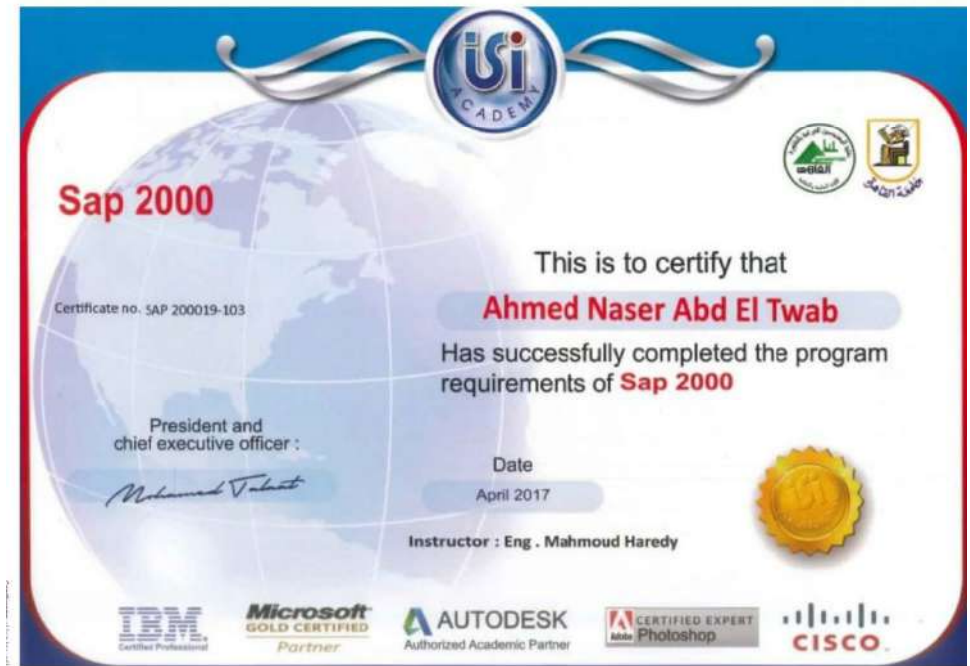 isi
ACADEMY
Sap 2000
This is to certify that
Ahmed Naser Abd El Twab
Certificate no. SAP 200019-103
Has successfully completed the program
requirements of Sap 2000
President and
chief executive officer :
Mohamed Talaat
Date
April 2017
Instructor : Eng . Mahmoud Haredy
IBM.
Certified Professional
Microsoft
GOLD CERTIFIED
Partner
AUTODESK
Authorized Academic Partner
Adobe
CERTIFIED EXPERT
Photoshop
CISCO.